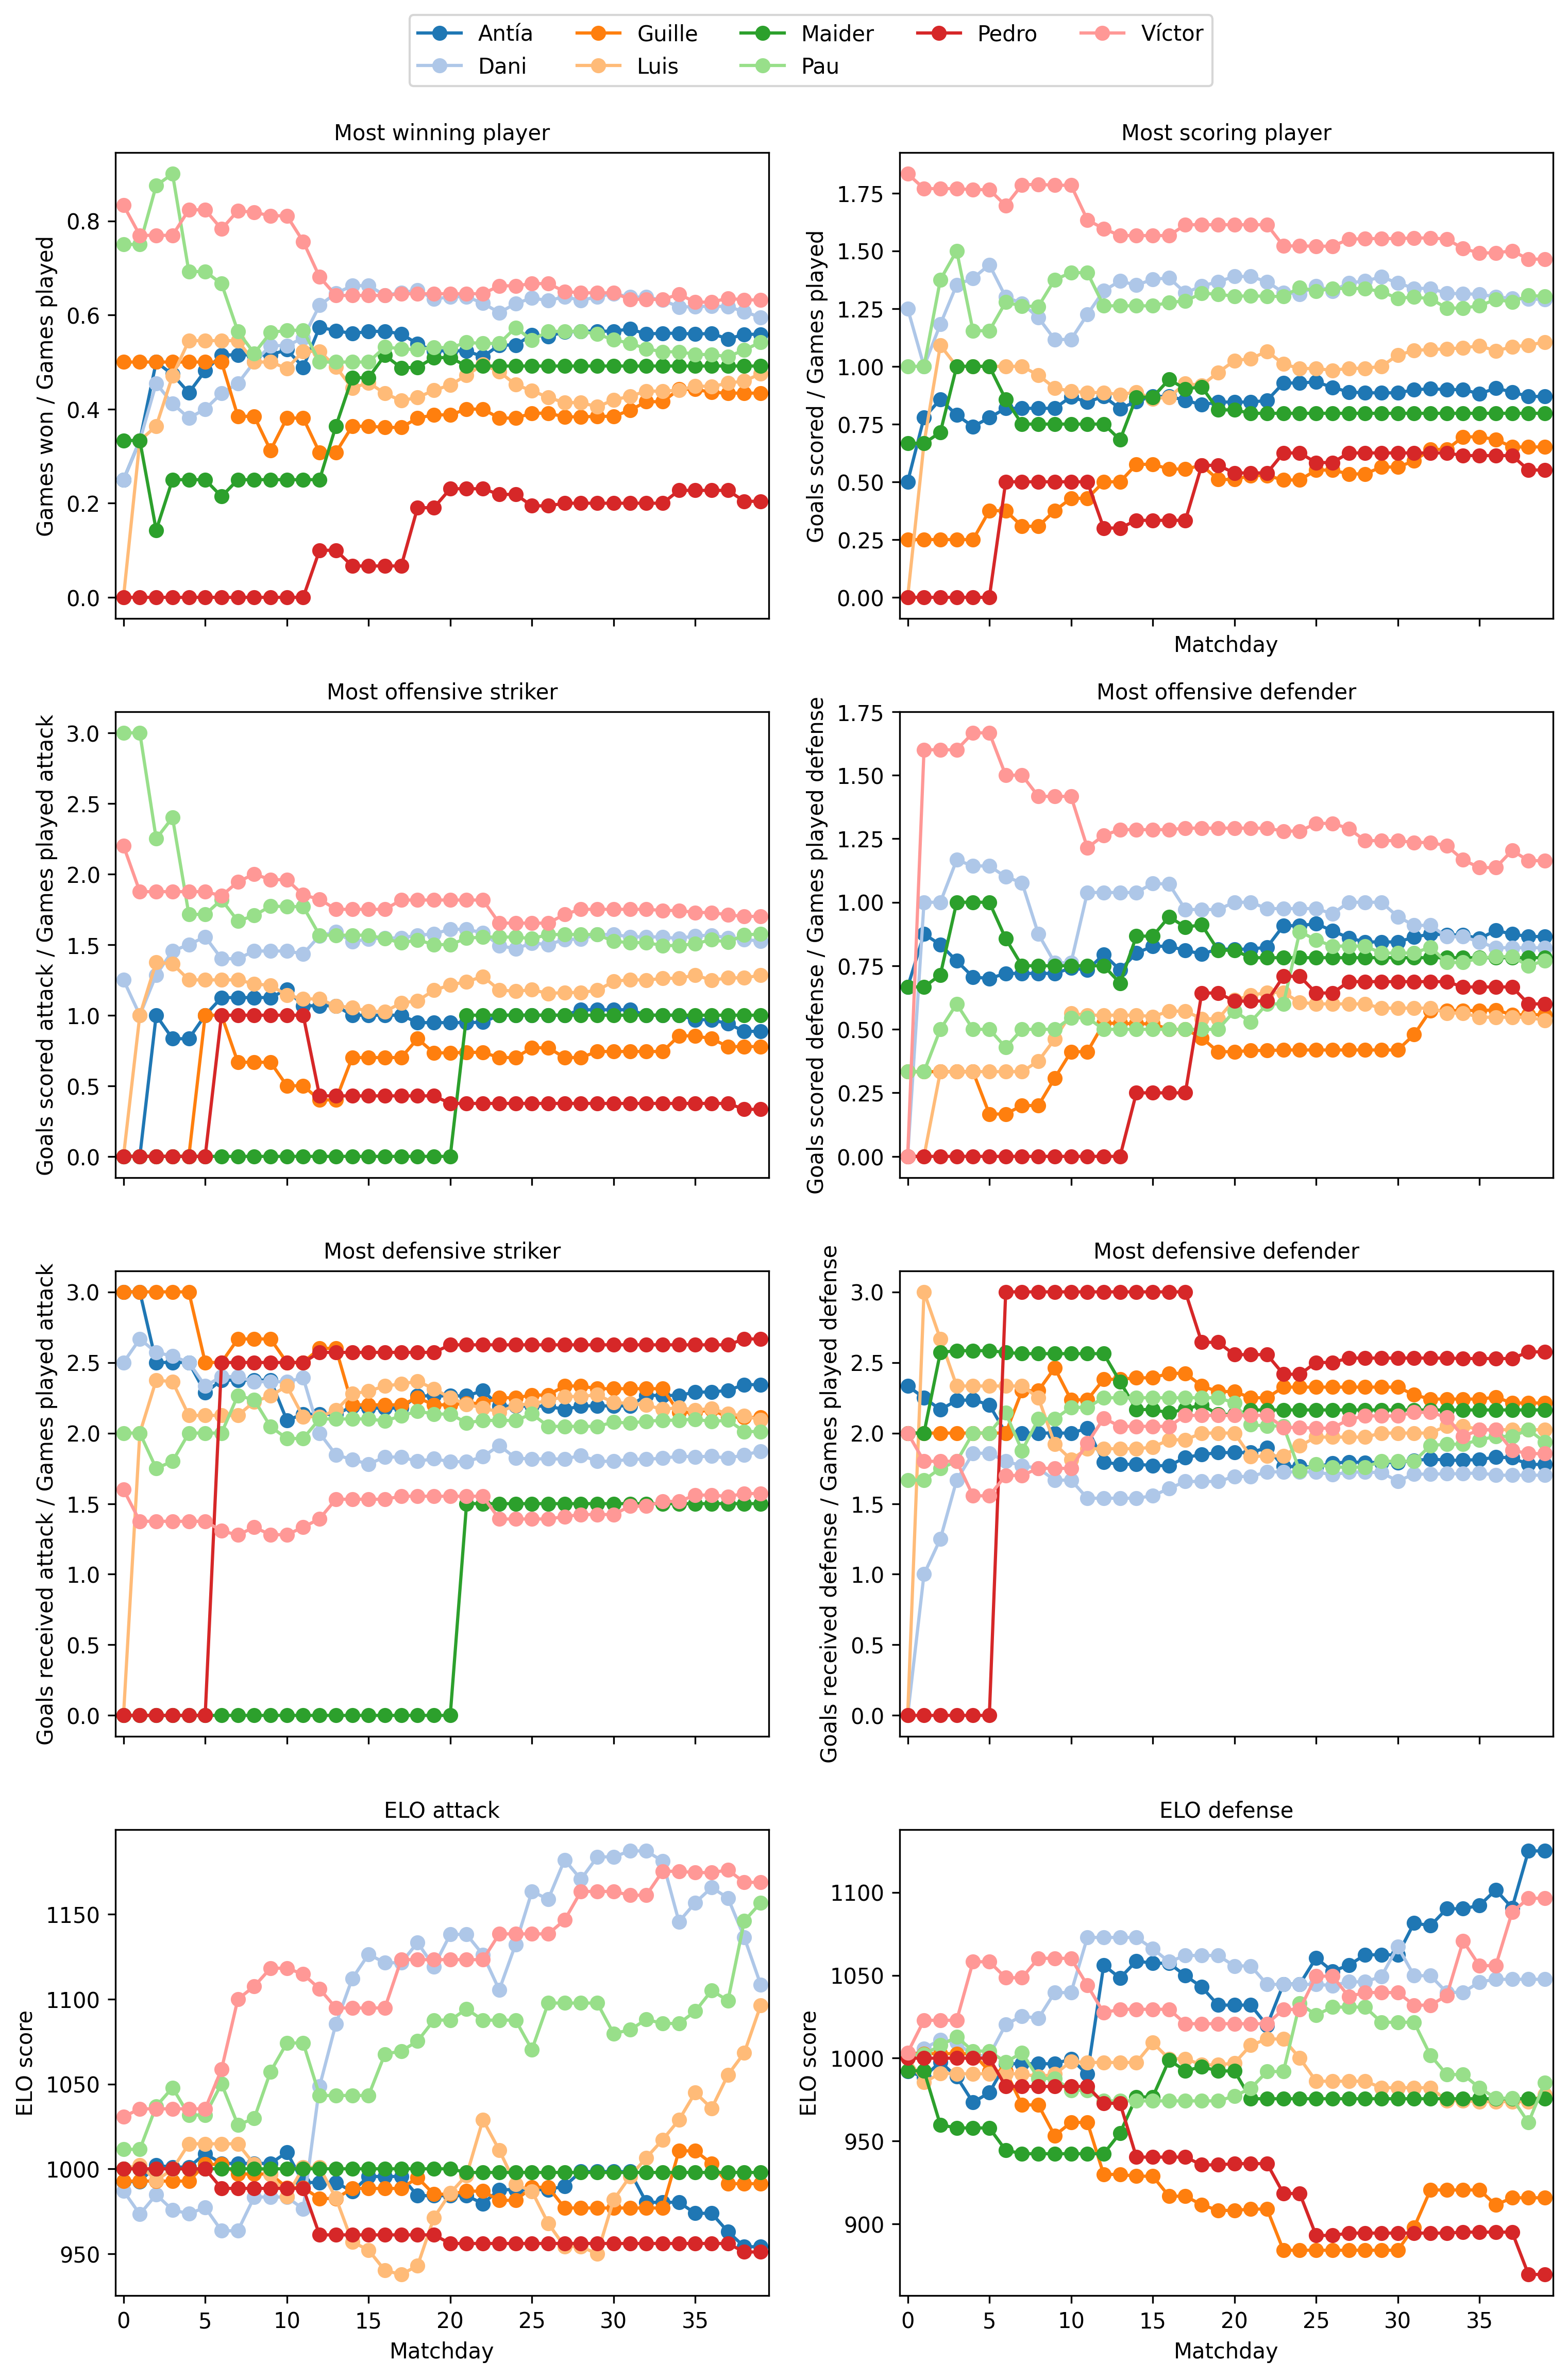 Antía Guille Maider Pedro Víctor
Dani Luis Pau
Most winning player
Games won / Games played
0.8
0.6
0.4
0.2
0.0
Most scoring player
Goals scored / Games played
1.75
1.50
1.25
1.00
0.75
0.50
0.25
0.00
Matchday
Most offensive striker
Goals scored attack / Games played attack
3.0
2.5
2.0
1.5
1.0
0.5
0.0
Most offensive defender
Goals scored defense / Games played defense
1.75
1.50
1.25
1.00
0.75
0.50
0.25
0.00
Most defensive striker
Goals received attack / Games played attack
3.0
2.5
2.0
1.5
1.0
0.5
0.0
Most defensive defender
Goals received defense / Games played defense
3.0
2.5
2.0
1.5
1.0
0.5
0.0
ELO attack
ELO score
1150
1100
1050
1000
950
0 5 10 15 20 25 30 35
Matchday
ELO defense
ELO score
1100
1050
1000
950
900
0 5 10 15 20 25 30 35
Matchday